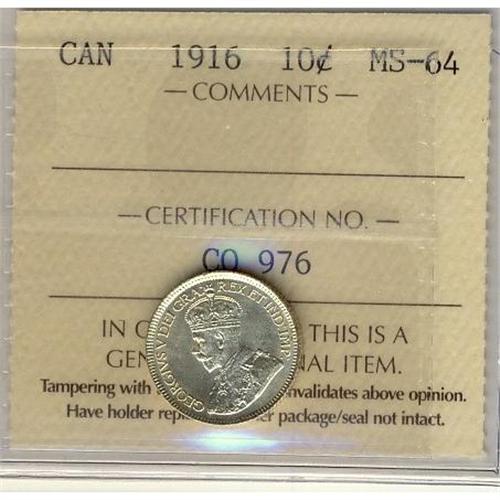 CAN 1916 10¢ MS-64
— COMMENTS —
— CERTIFICATION NO. —
CO 976
GEORGIVS V DEI GRA: REX ET IND: IMP:
IN THIS IS A
ITEM.
Tampering with invalidates above opinion.
Have holder package/seal not intact.